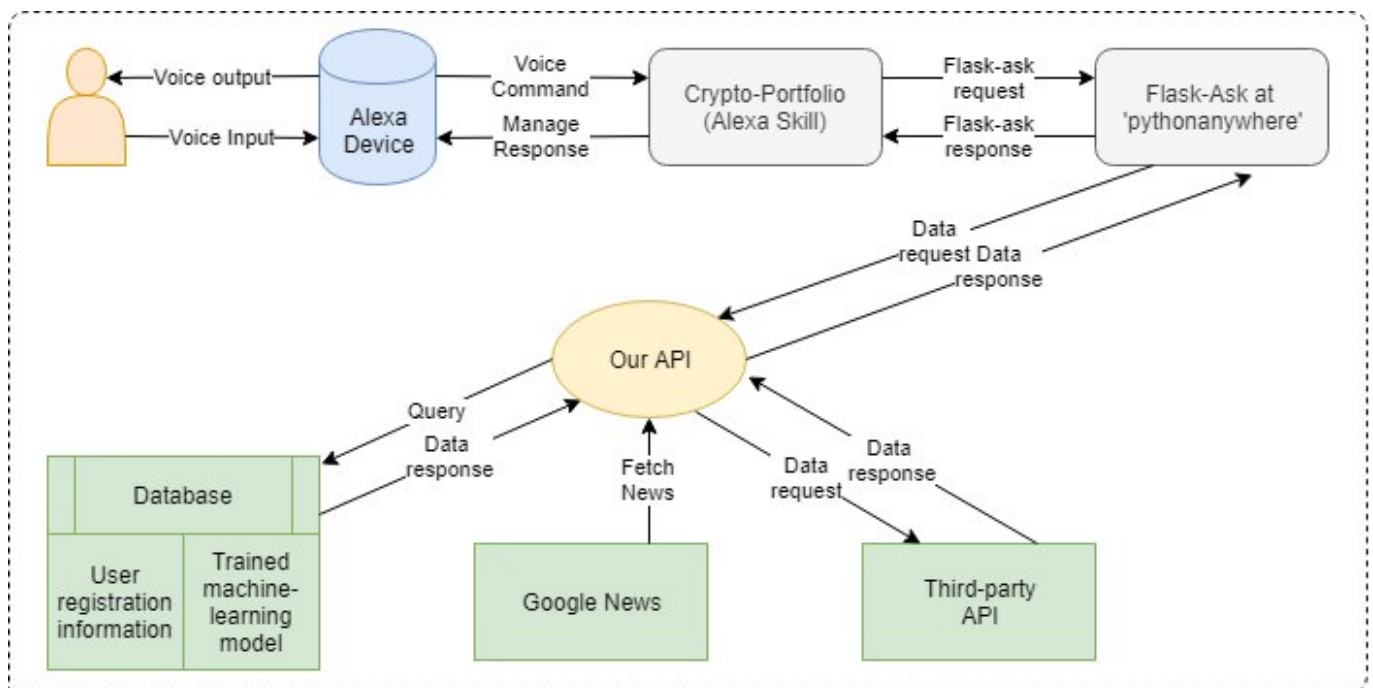 Voice output
Voice Input
Alexa
Device
Voice
Command
Manage
Response
Crypto-Portfolio
(Alexa Skill)
Flask-ask
request
Flask-ask
response
Flask-Ask at
'pythonanywhere'
Data
request
Data
response
Our API
Query
Data
response
Fetch
News
Data
request
Data
response
Database
User
registration
information
Trained
machine-
learning
model
Google News
Third-party
API